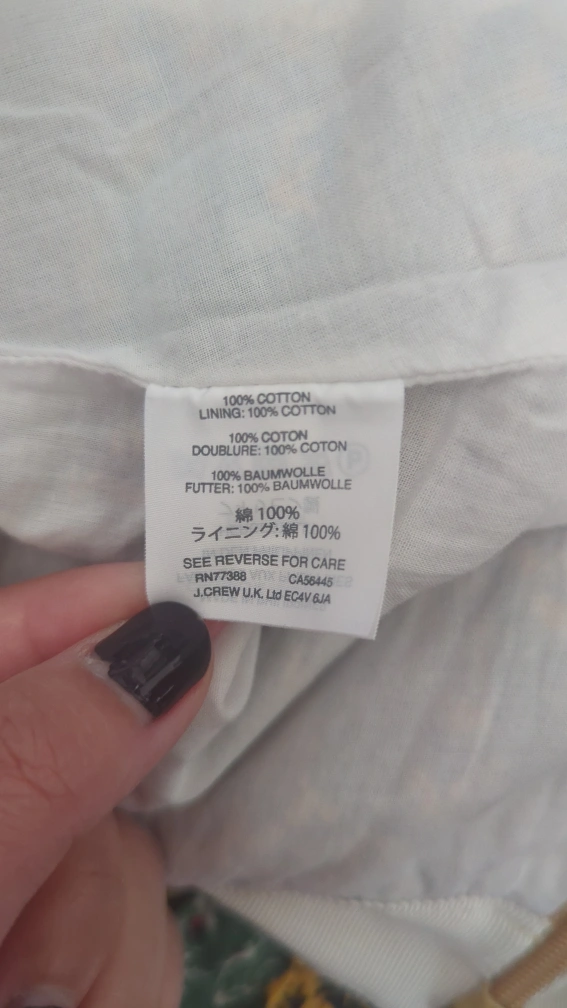 100% COTTON
LINING: 100% COTTON
100% COTON
DOUBLURE: 100% COTON
100% BAUMWOLLE
FUTTER: 100% BAUMWOLLE
綿 100%
ライニング: 綿 100%
SEE REVERSE FOR CARE
RN77388 CA56445
J.CREW U.K. Ltd EC4V 6JA